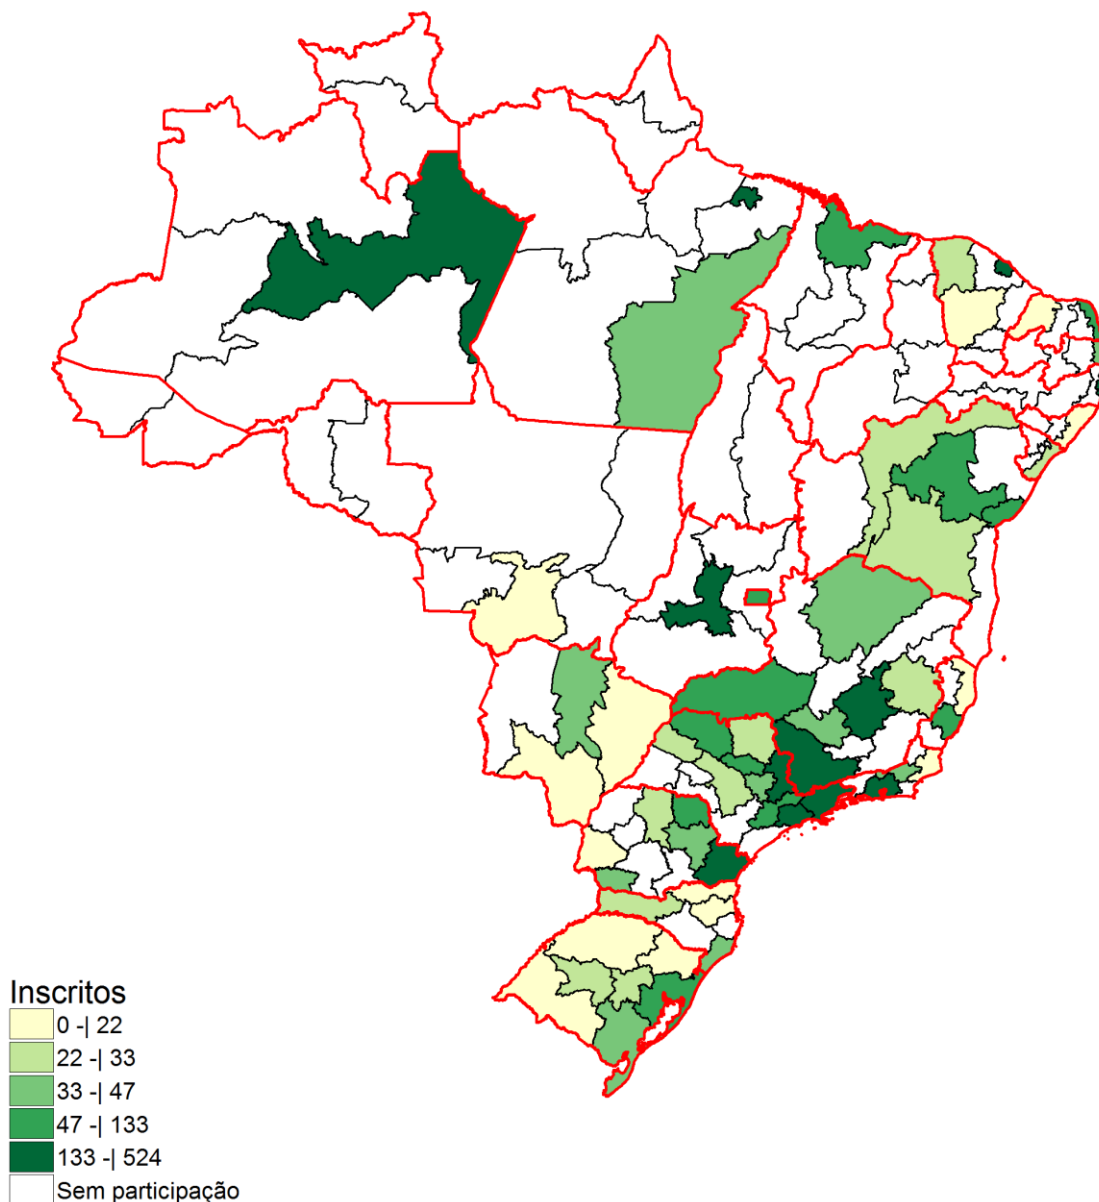 Inscritos
0 -| 22
22 -| 33
33 -| 47
47 -| 133
133 -| 524
Sem participação